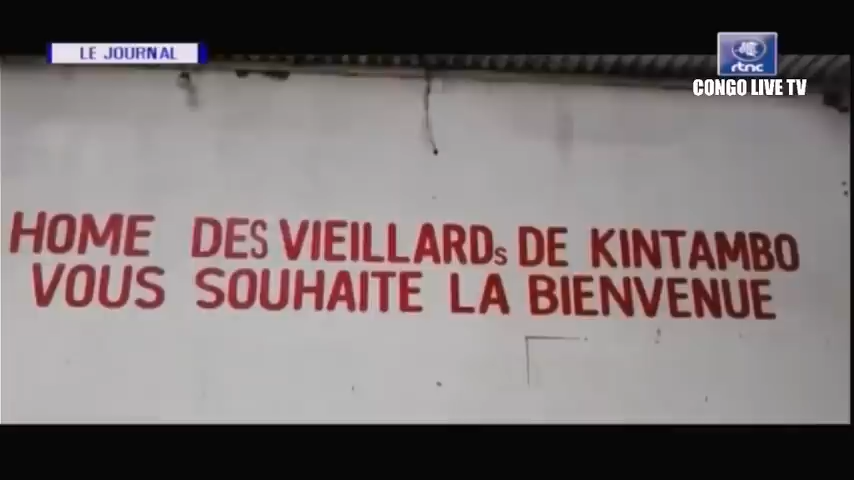 LE JOURNAL
rtnc
CONGO LIVE TV
HOME DES VIEILLARDs DE KINTAMBO
VOUS SOUHAITE LA BIENVENUE